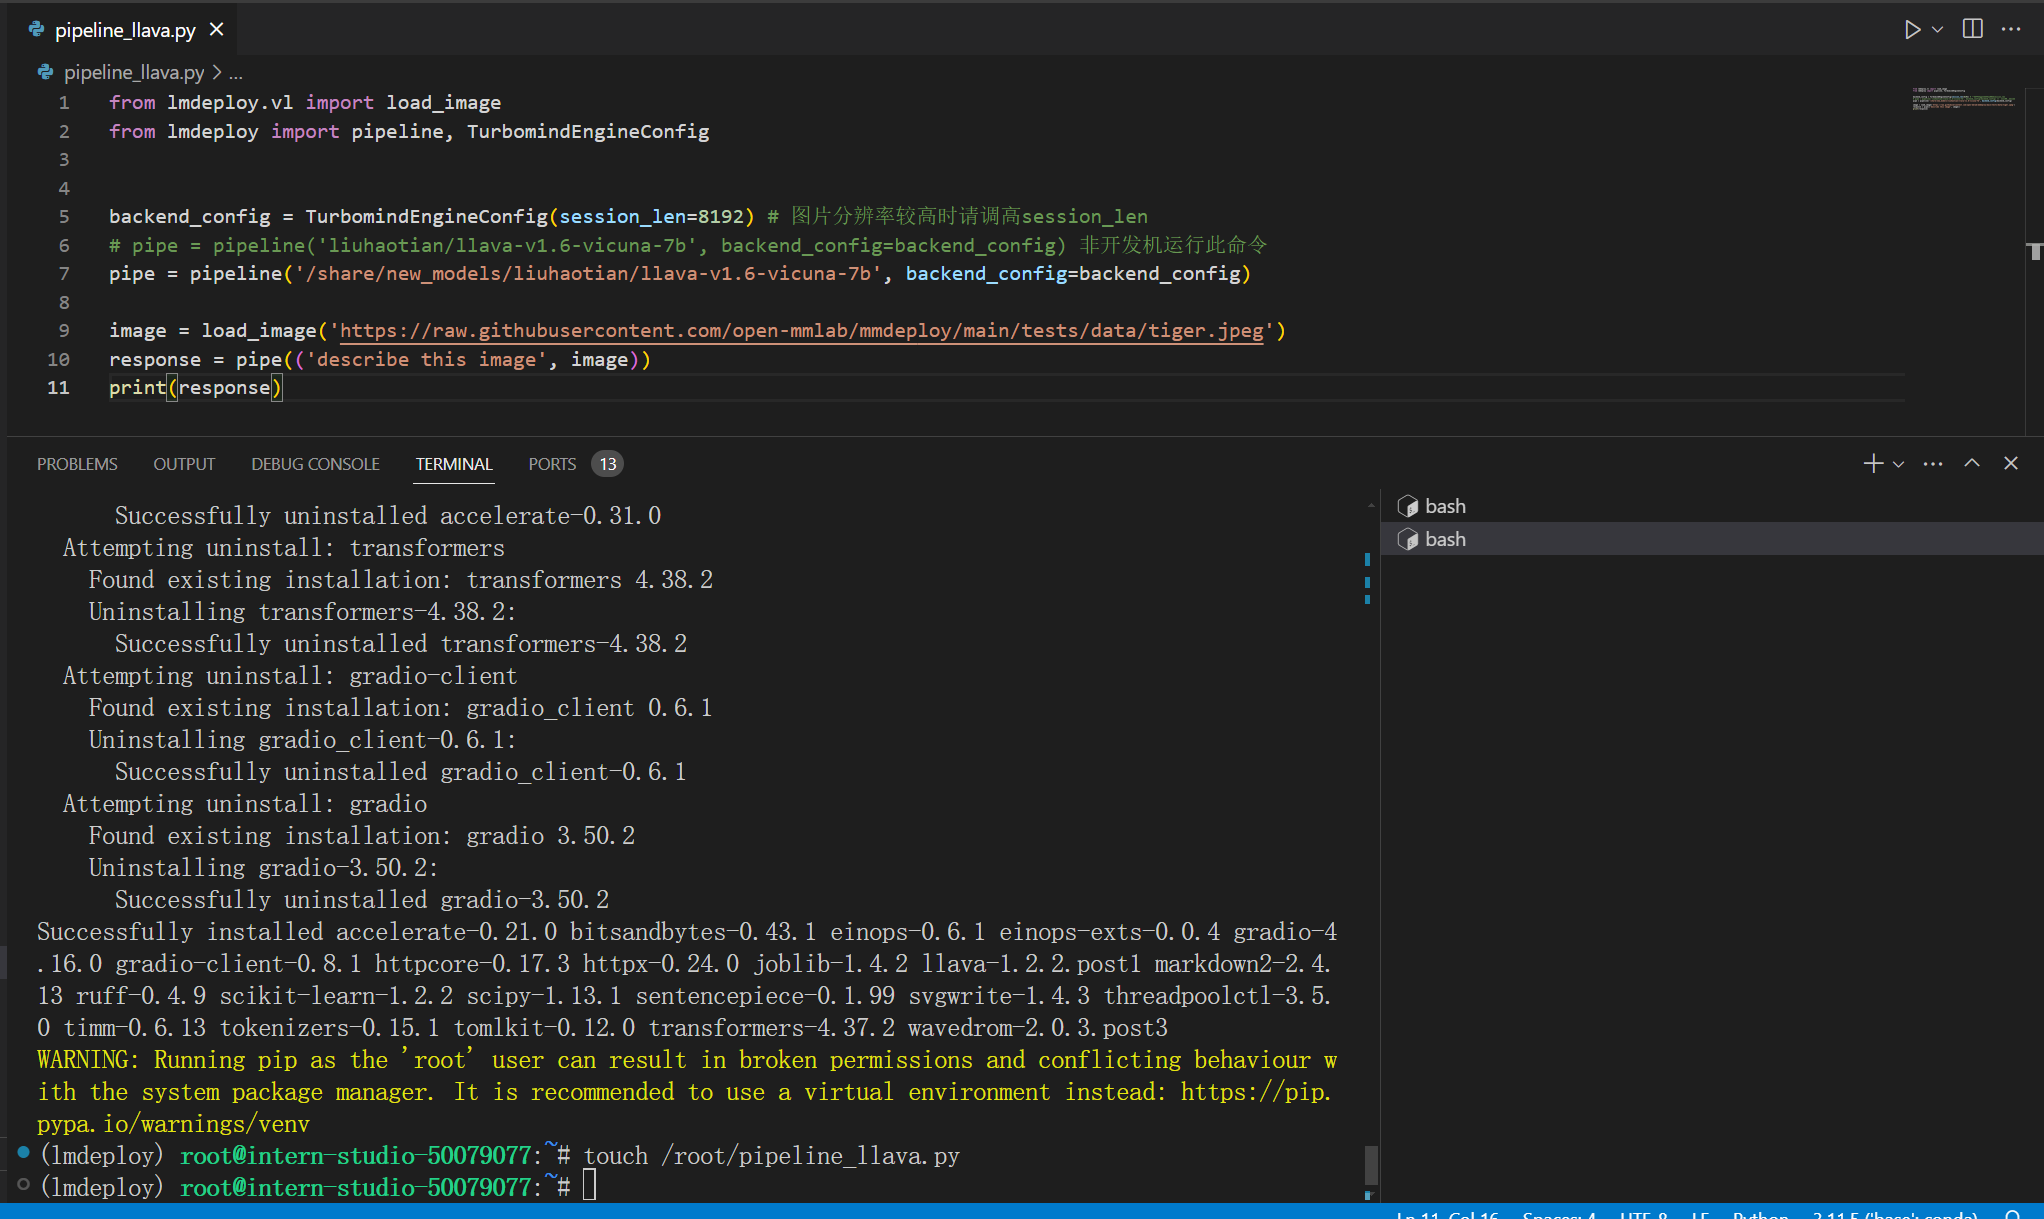 pipeline_llava.py
pipeline_llava.py > ...
1 from lmdeploy.vl import load_image
2 from lmdeploy import pipeline, TurbomindEngineConfig
3
4
5 backend_config = TurbomindEngineConfig(session_len=8192) # 图片分辨率较高时请调高session_len
6 # pipe = pipeline('liuhaotian/llava-v1.6-vicuna-7b', backend_config=backend_config) 非开发机运行此命令
7 pipe = pipeline('/share/new_models/liuhaotian/llava-v1.6-vicuna-7b', backend_config=backend_config)
8
9 image = load_image('https://raw.githubusercontent.com/open-mmlab/mmdeploy/main/tests/data/tiger.jpeg')
10 response = pipe(('describe this image', image))
11 print(response)
PROBLEMS OUTPUT DEBUG CONSOLE TERMINAL PORTS 13
bash
bash
Successfully uninstalled accelerate-0.31.0
Attempting uninstall: transformers
Found existing installation: transformers 4.38.2
Uninstalling transformers-4.38.2:
Successfully uninstalled transformers-4.38.2
Attempting uninstall: gradio-client
Found existing installation: gradio_client 0.6.1
Uninstalling gradio_client-0.6.1:
Successfully uninstalled gradio_client-0.6.1
Attempting uninstall: gradio
Found existing installation: gradio 3.50.2
Uninstalling gradio-3.50.2:
Successfully uninstalled gradio-3.50.2
Successfully installed accelerate-0.21.0 bitsandbytes-0.43.1 einops-0.6.1 einops-exts-0.0.4 gradio-4
.16.0 gradio-client-0.8.1 httpcore-0.17.3 httpx-0.24.0 joblib-1.4.2 llava-1.2.2.post1 markdown2-2.4.
13 ruff-0.4.9 scikit-learn-1.2.2 scipy-1.13.1 sentencepiece-0.1.99 svgwrite-1.4.3 threadpoolctl-3.5.
0 timm-0.6.13 tokenizers-0.15.1 tomlkit-0.12.0 transformers-4.37.2 wavedrom-2.0.3.post3
WARNING: Running pip as the 'root' user can result in broken permissions and conflicting behaviour w
ith the system package manager. It is recommended to use a virtual environment instead: https://pip.
pypa.io/warnings/venv
(lmdeploy) root@intern-studio-50079077:~# touch /root/pipeline_llava.py
(lmdeploy) root@intern-studio-50079077:~#
Ln 11, Col 16 Spaces: 4 UTF-8 LF Python 3.11.5 ('base': conda)